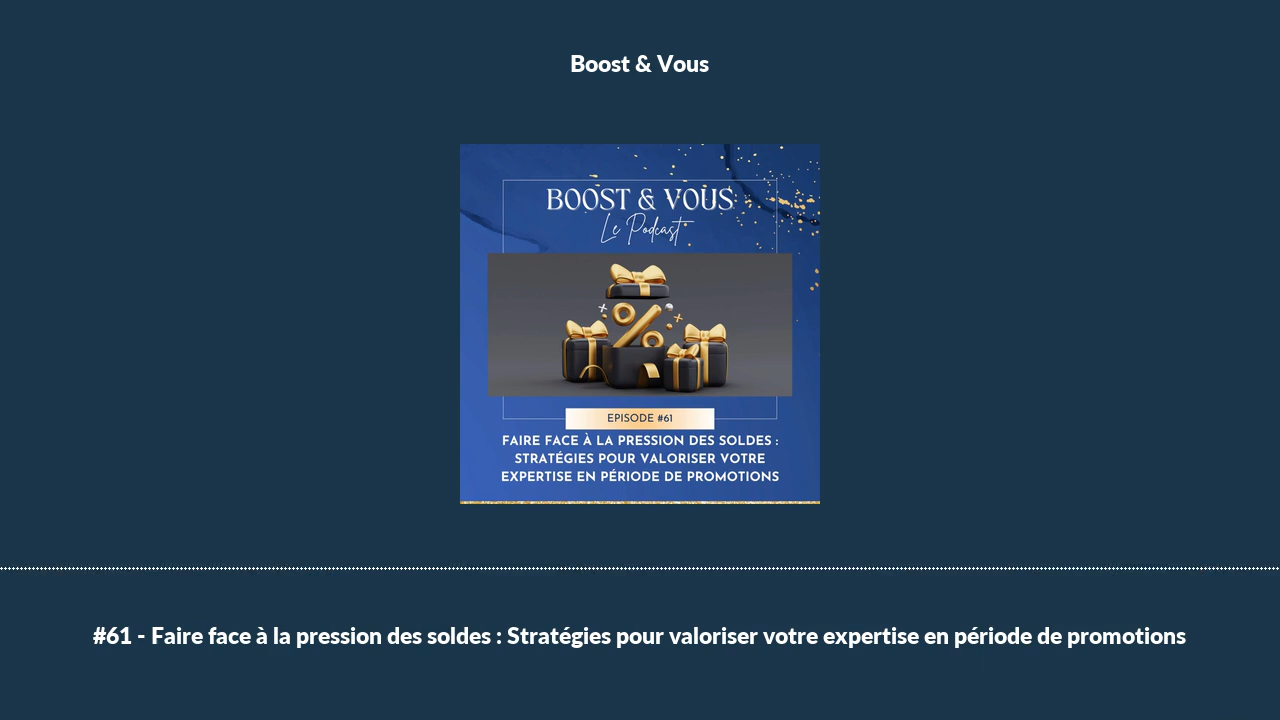 Boost & Vous
BOOST & VOUS
Le Podcast
EPISODE #61
FAIRE FACE À LA PRESSION DES SOLDES :
STRATÉGIES POUR VALORISER VOTRE
EXPERTISE EN PÉRIODE DE PROMOTIONS
#61 - Faire face à la pression des soldes : Stratégies pour valoriser votre expertise en période de promotions